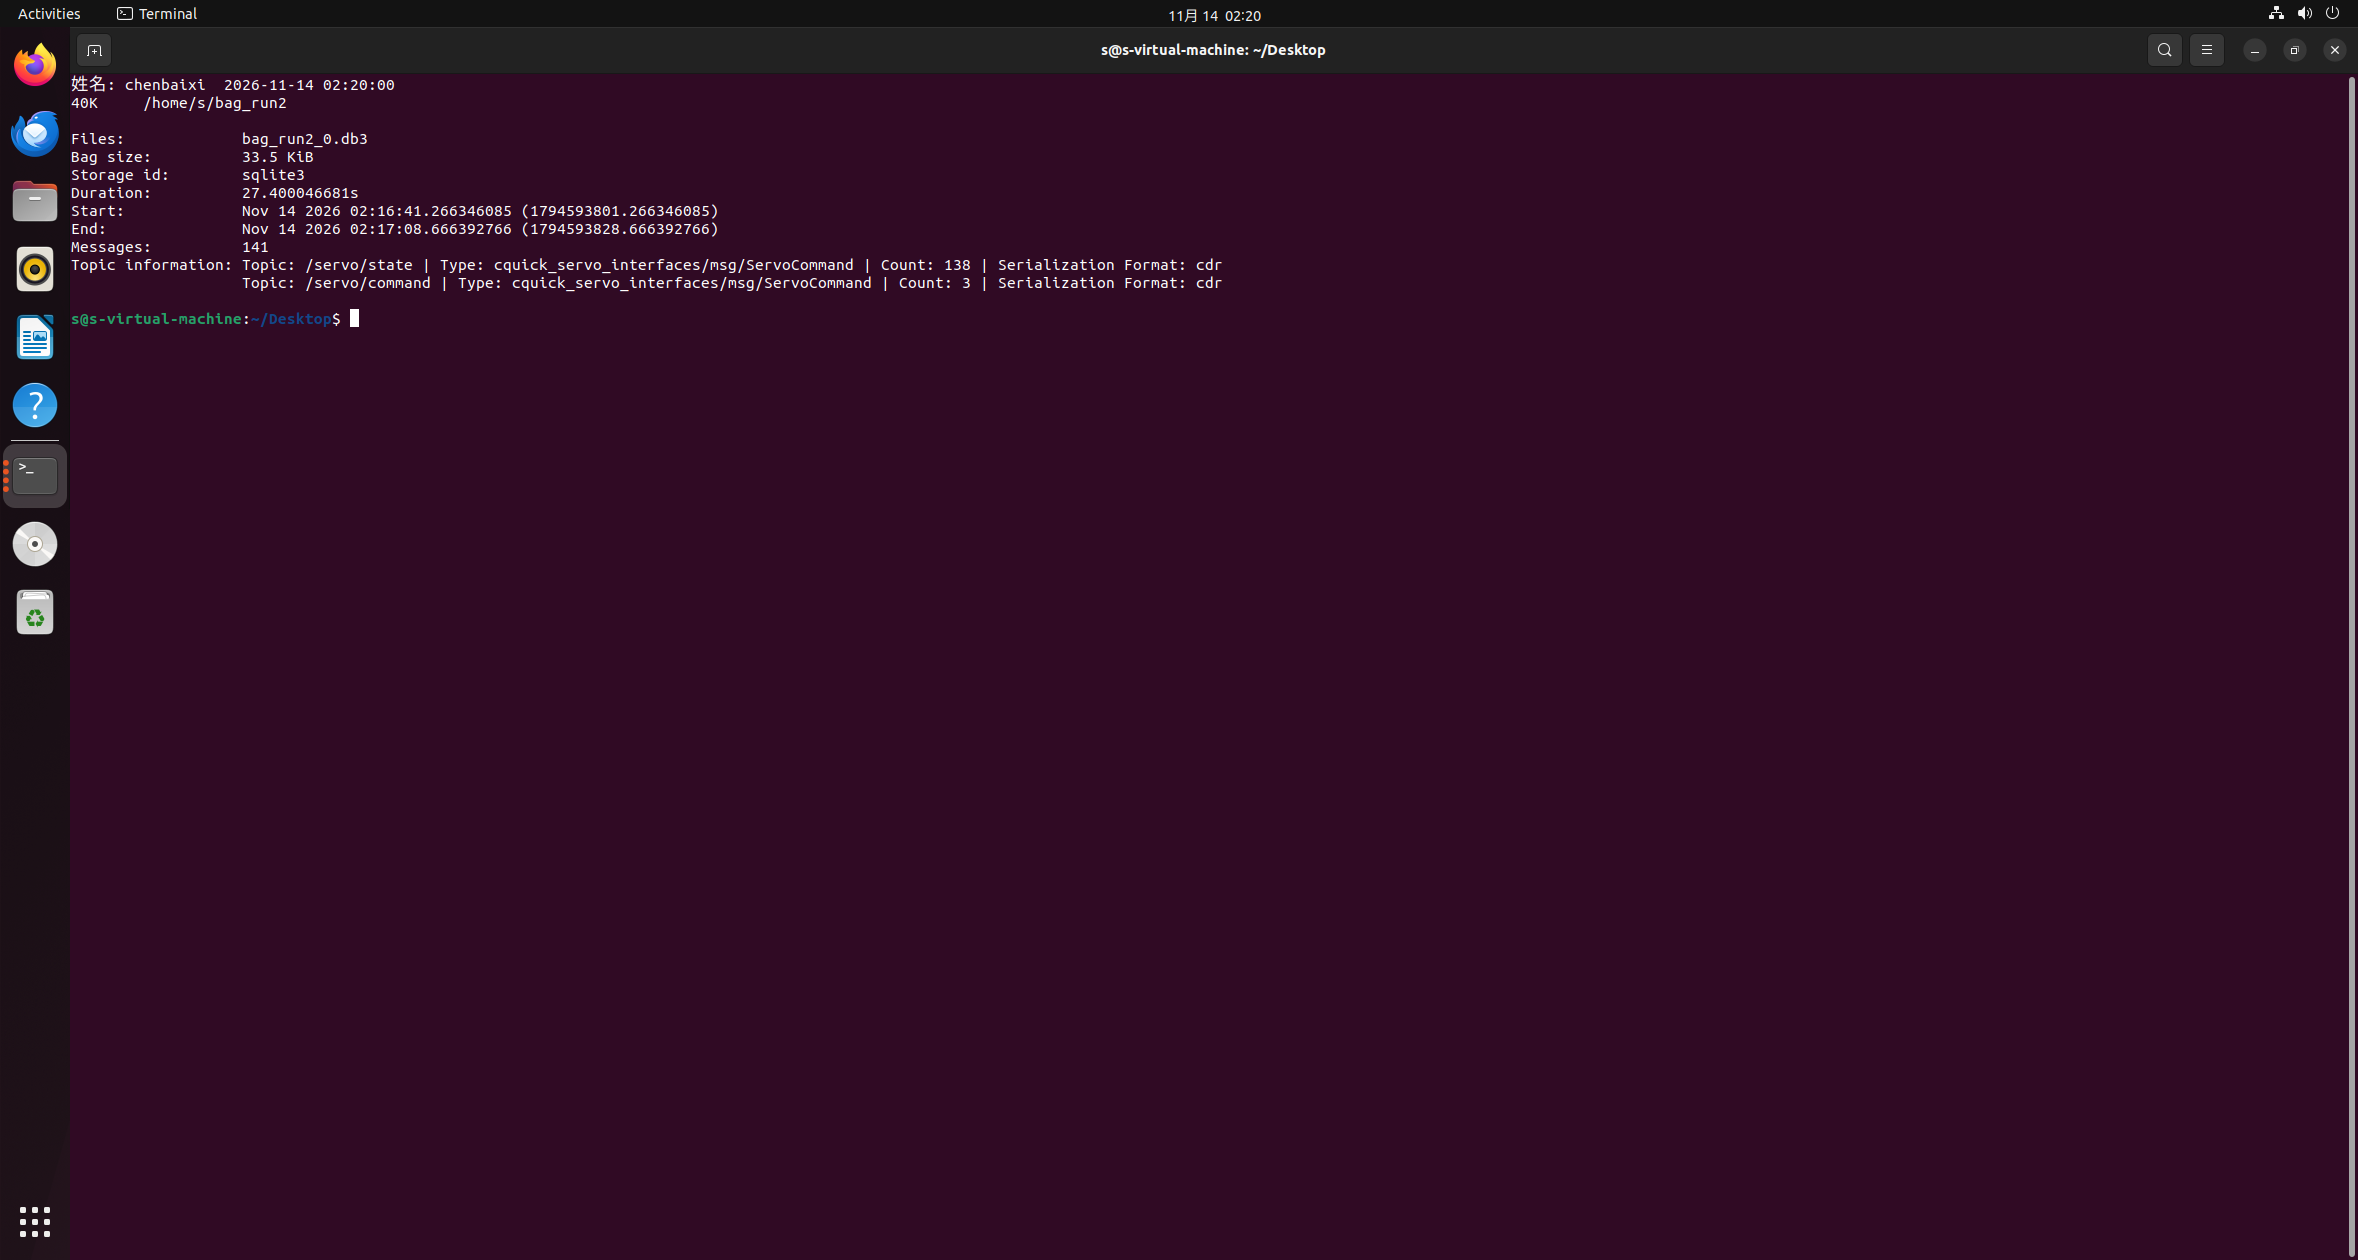 Activities
Terminal
11月 14 02:20
s@s-virtual-machine: ~/Desktop
姓名: chenbaixi  2026-11-14 02:20:00
40K     /home/s/bag_run2
Files:             bag_run2_0.db3
Bag size:          33.5 KiB
Storage id:        sqlite3
Duration:          27.400046681s
Start:             Nov 14 2026 02:16:41.266346085 (1794593801.266346085)
End:               Nov 14 2026 02:17:08.666392766 (1794593828.666392766)
Messages:          141
Topic information: Topic: /servo/state | Type: cquick_servo_interfaces/msg/ServoCommand | Count: 138 | Serialization Format: cdr
                   Topic: /servo/command | Type: cquick_servo_interfaces/msg/ServoCommand | Count: 3 | Serialization Format: cdr
s@s-virtual-machine:~/Desktop$